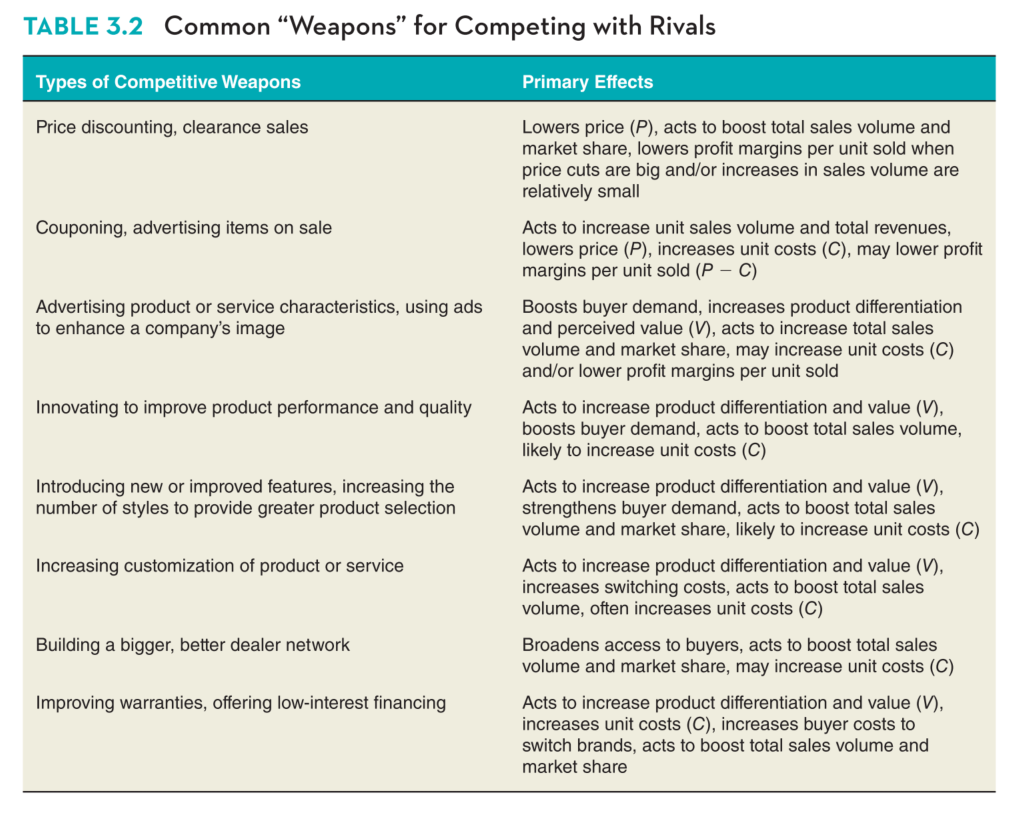 TABLE 3.2 Common “Weapons” for Competing with Rivals
Types of Competitive Weapons
Primary Effects
Price discounting, clearance sales
Lowers price (P), acts to boost total sales volume and
market share, lowers profit margins per unit sold when
price cuts are big and/or increases in sales volume are
relatively small
Couponing, advertising items on sale
Acts to increase unit sales volume and total revenues,
lowers price (P), increases unit costs (C), may lower profit
margins per unit sold (P − C)
Advertising product or service characteristics, using ads
to enhance a company’s image
Boosts buyer demand, increases product differentiation
and perceived value (V), acts to increase total sales
volume and market share, may increase unit costs (C)
and/or lower profit margins per unit sold
Innovating to improve product performance and quality
Acts to increase product differentiation and value (V),
boosts buyer demand, acts to boost total sales volume,
likely to increase unit costs (C)
Introducing new or improved features, increasing the
number of styles to provide greater product selection
Acts to increase product differentiation and value (V),
strengthens buyer demand, acts to boost total sales
volume and market share, likely to increase unit costs (C)
Increasing customization of product or service
Acts to increase product differentiation and value (V),
increases switching costs, acts to boost total sales
volume, often increases unit costs (C)
Building a bigger, better dealer network
Broadens access to buyers, acts to boost total sales
volume and market share, may increase unit costs (C)
Improving warranties, offering low-interest financing
Acts to increase product differentiation and value (V),
increases unit costs (C), increases buyer costs to
switch brands, acts to boost total sales volume and
market share